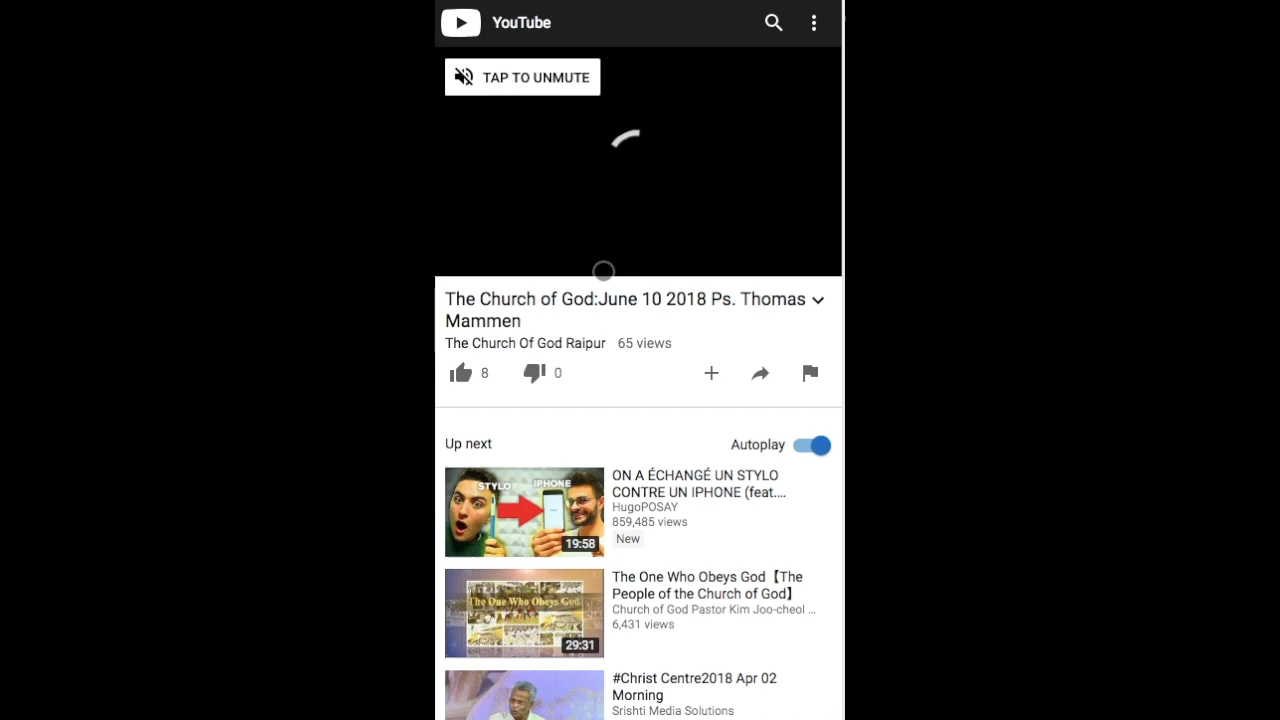 YouTube
TAP TO UNMUTE
The Church of God:June 10 2018 Ps. Thomas
Mammen
The Church Of God Raipur 65 views
8 0
Up next Autoplay
STYLO IPHONE
19:58
ON A ÉCHANGÉ UN STYLO
CONTRE UN IPHONE (feat....
HugoPOSAY
859,485 views
New
The One Who Obeys God
29:31
The One Who Obeys God【The
People of the Church of God】
Church of God Pastor Kim Joo-cheol ...
6,431 views
#Christ Centre2018 Apr 02
Morning
Srishti Media Solutions